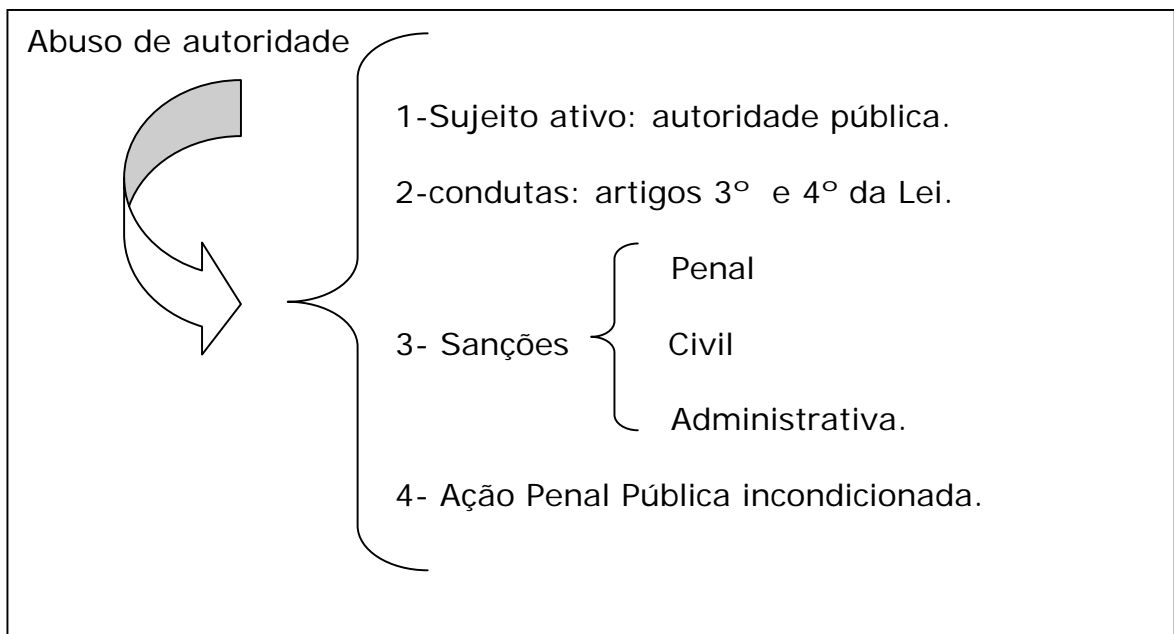 Abuso de autoridade
1-Sujeito ativo: autoridade pública.
2-condutas: artigos 3º e 4º da Lei.
Penal
3- Sanções
Civil
Administrativa.
4- Ação Penal Pública incondicionada.